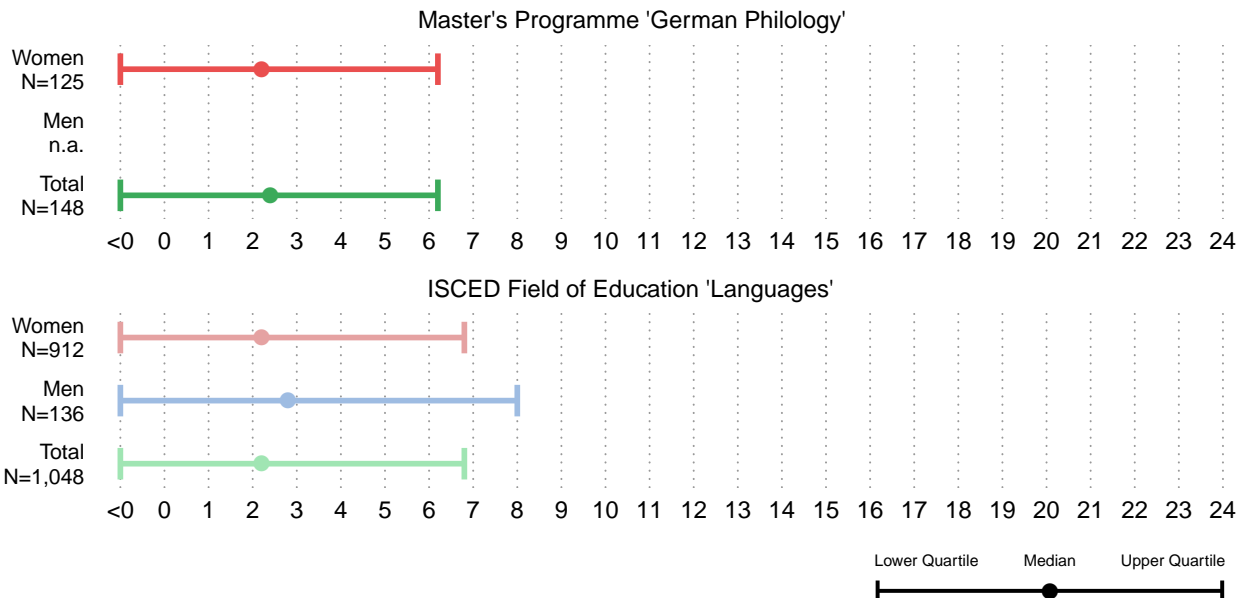 Master's Programme 'German Philology'
Women
N=125
Men
n.a.
Total
N=148
<0 0 1 2 3 4 5 6 7 8 9 10 11 12 13 14 15 16 17 18 19 20 21 22 23 24
ISCED Field of Education 'Languages'
Women
N=912
Men
N=136
Total
N=1,048
<0 0 1 2 3 4 5 6 7 8 9 10 11 12 13 14 15 16 17 18 19 20 21 22 23 24
Lower Quartile Median Upper Quartile